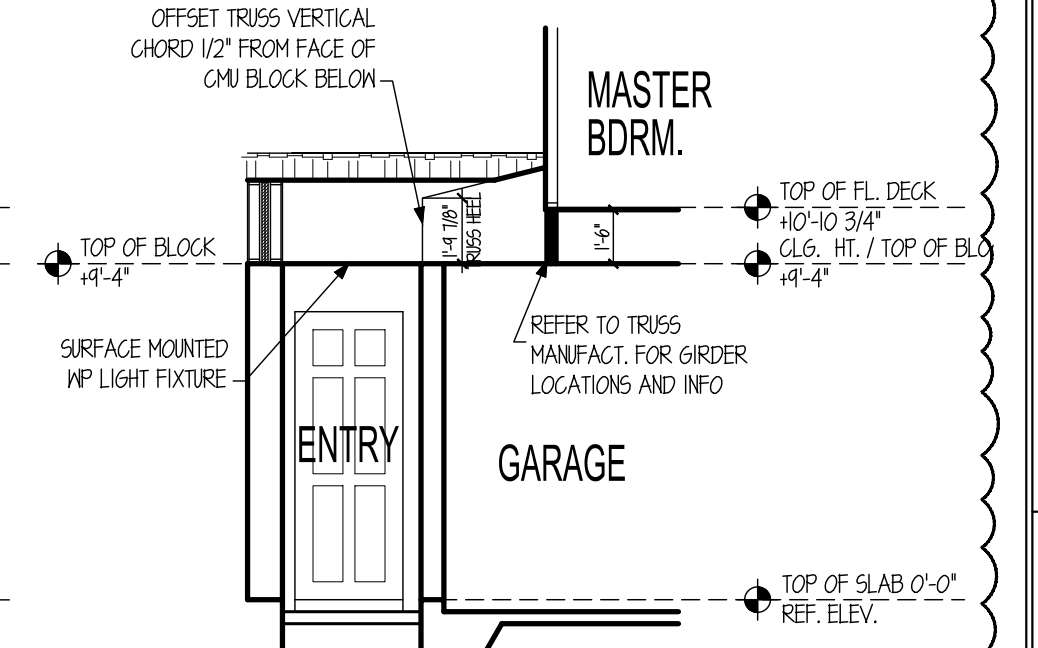 OFFSET TRUSS VERTICAL
CHORD 1/2" FROM FACE OF
CMU BLOCK BELOW
MASTER
BDRM.
TOP OF FL. DECK
+10'-10 3/4"
CLG. HT. / TOP OF BLO
+9'-4"
TOP OF BLOCK
+9'-4"
1'-9 7/8"
TRUSS HEEL
1'-6"
SURFACE MOUNTED
WP LIGHT FIXTURE
REFER TO TRUSS
MANUFACT. FOR GIRDER
LOCATIONS AND INFO
ENTRY
GARAGE
TOP OF SLAB 0'-0"
REF. ELEV.